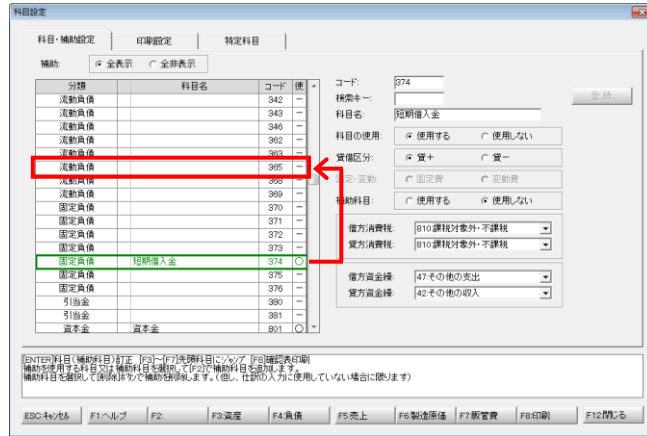 科目設定
科目・補助設定 印刷設定 特定科目
補助: 全表示 全非表示
分類 科目名 コード 使
流動負債 342 −
流動負債 343 −
流動負債 346 −
流動負債 362 −
流動負債 363 −
流動負債 365 −
流動負債 368 −
流動負債 369 −
固定負債 370 −
固定負債 371 −
固定負債 372 −
固定負債 373 −
固定負債 短期借入金 374 ○
固定負債 375 −
固定負債 376 −
引当金 380 −
引当金 381 −
資本金 資本金 801 ○
コード: 374
検索キー:
科目名: 短期借入金
登録
科目の使用: 使用する 使用しない
貸借区分: 貸+ 貸−
固定・変動: 固定費 変動費
補助科目: 使用する 使用しない
借方消費税: 810:課税対象外・不課税
貸方消費税: 810:課税対象外・不課税
借方資金繰: 47:その他の支出
貸方資金繰: 42:その他の収入
[ENTER]科目(補助科目)訂正 [F3]～[F7]先頭科目にジャンプ [F8]確認表印刷
補助を使用する科目又は補助科目を選択して[F2]で補助科目を追加します。
補助科目を選択して[削除]ボタンで補助を削除します。(但し、仕訳の入力に使用していない場合に限ります)
ESC:キャンセル F1:ヘルプ F2: F3:資産 F4:負債 F5:売上 F6:製造原価 F7:販管費 F8:印刷 F12:閉じる